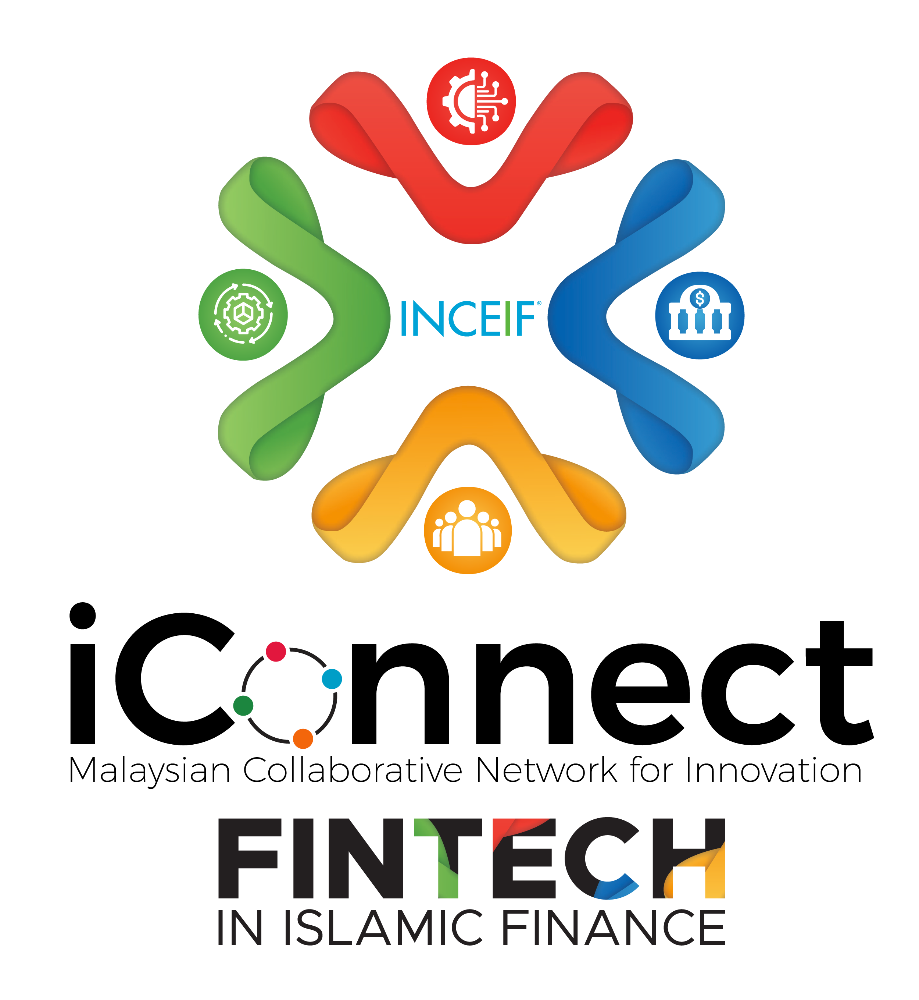 INCEIF®
$
iConnect
Malaysian Collaborative Network for Innovation
FINTECH
IN ISLAMIC FINANCE